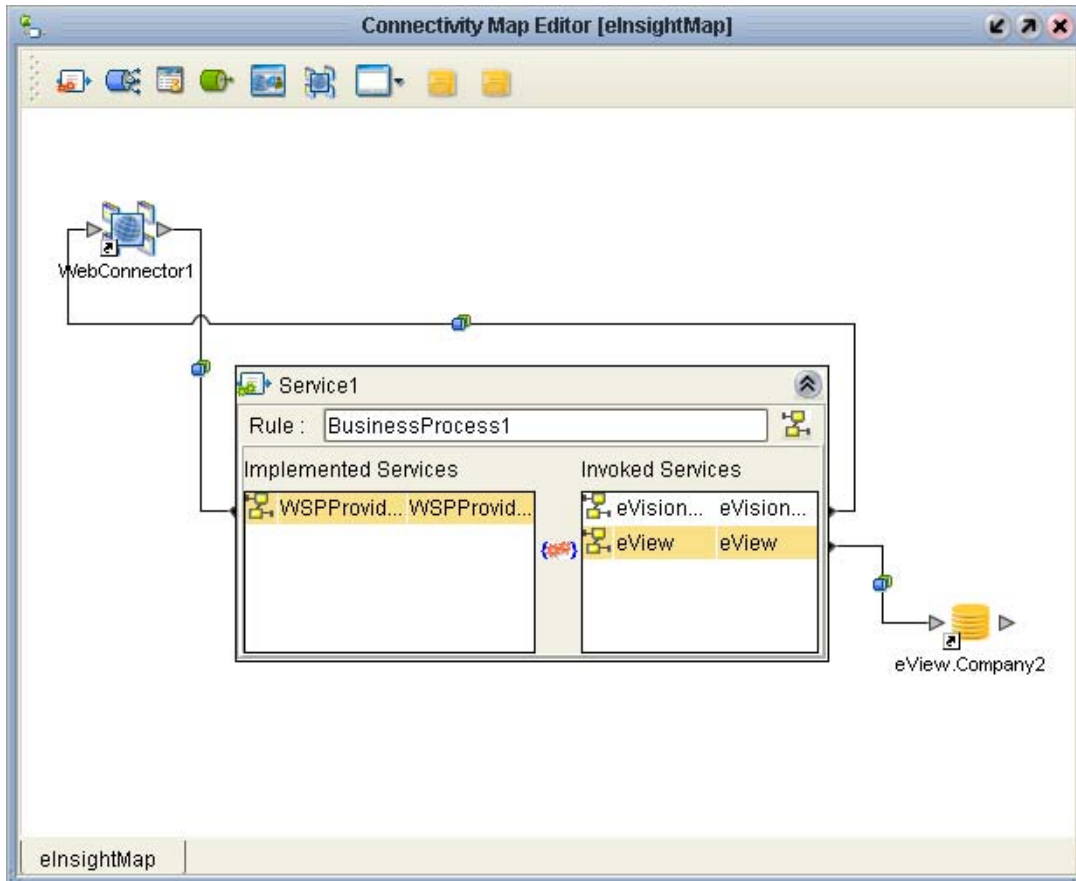 Connectivity Map Editor [eInsightMap]
WebConnector1
Service1
Rule : BusinessProcess1
Implemented Services Invoked Services
WSPProvid... WSPProvid... eVision... eVision...
eView eView
eView.Company2
eInsightMap